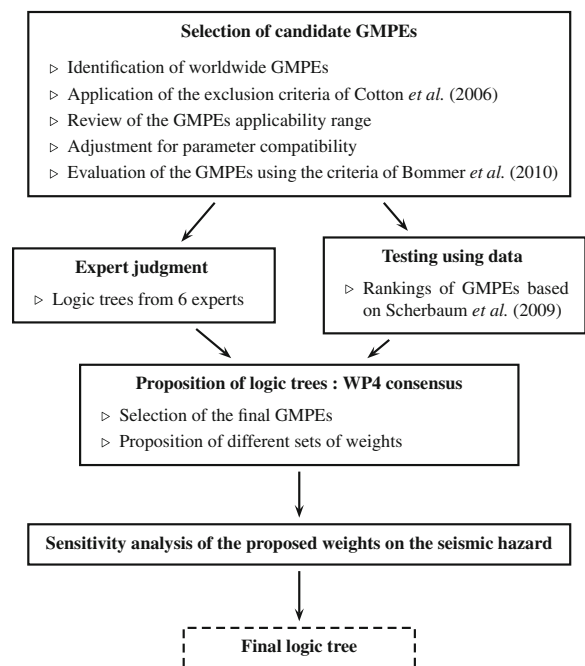 Selection of candidate GMPEs
▷ Identification of worldwide GMPEs
▷ Application of the exclusion criteria of Cotton et al. (2006)
▷ Review of the GMPEs applicability range
▷ Adjustment for parameter compatibility
▷ Evaluation of the GMPEs using the criteria of Bommer et al. (2010)
Expert judgment
▷ Logic trees from 6 experts
Testing using data
▷ Rankings of GMPEs based
on Scherbaum et al. (2009)
Proposition of logic trees : WP4 consensus
▷ Selection of the final GMPEs
▷ Proposition of different sets of weights
Sensitivity analysis of the proposed weights on the seismic hazard
Final logic tree